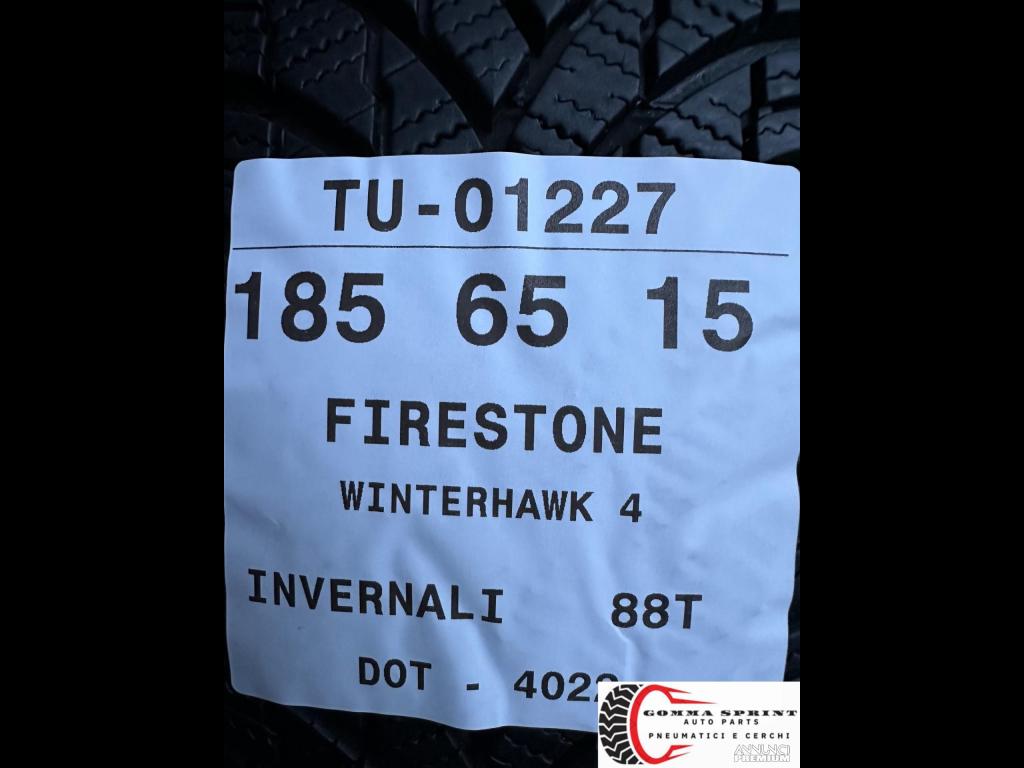 TU-01227
185 65 15
FIRESTONE
WINTERHAWK 4
INVERNALI 88T
DOT - 4022
GOMMA SPRINT
AUTO PARTS
PNEUMATICI E CERCHI
ANNUNCI
PREMIUM